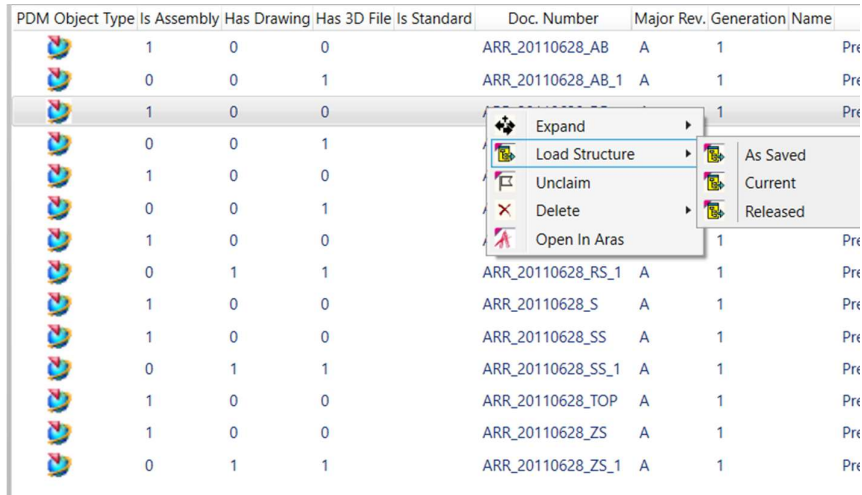 PDM Object Type Is Assembly Has Drawing Has 3D File Is Standard Doc. Number Major Rev. Generation Name
1 0 0 ARR_20110628_AB A 1
0 0 1 ARR_20110628_AB_1 A 1
1 0 0 1
Expand
0 0 1
Load Structure As Saved
1 0 0
Unclaim Current
0 0 1
Delete Released
1 0 0 1
Open In Aras
0 1 1 ARR_20110628_RS_1 A 1
1 0 0 ARR_20110628_S A 1
1 0 0 ARR_20110628_SS A 1
0 1 1 ARR_20110628_SS_1 A 1
1 0 0 ARR_20110628_TOP A 1
1 0 0 ARR_20110628_ZS A 1
0 1 1 ARR_20110628_ZS_1 A 1